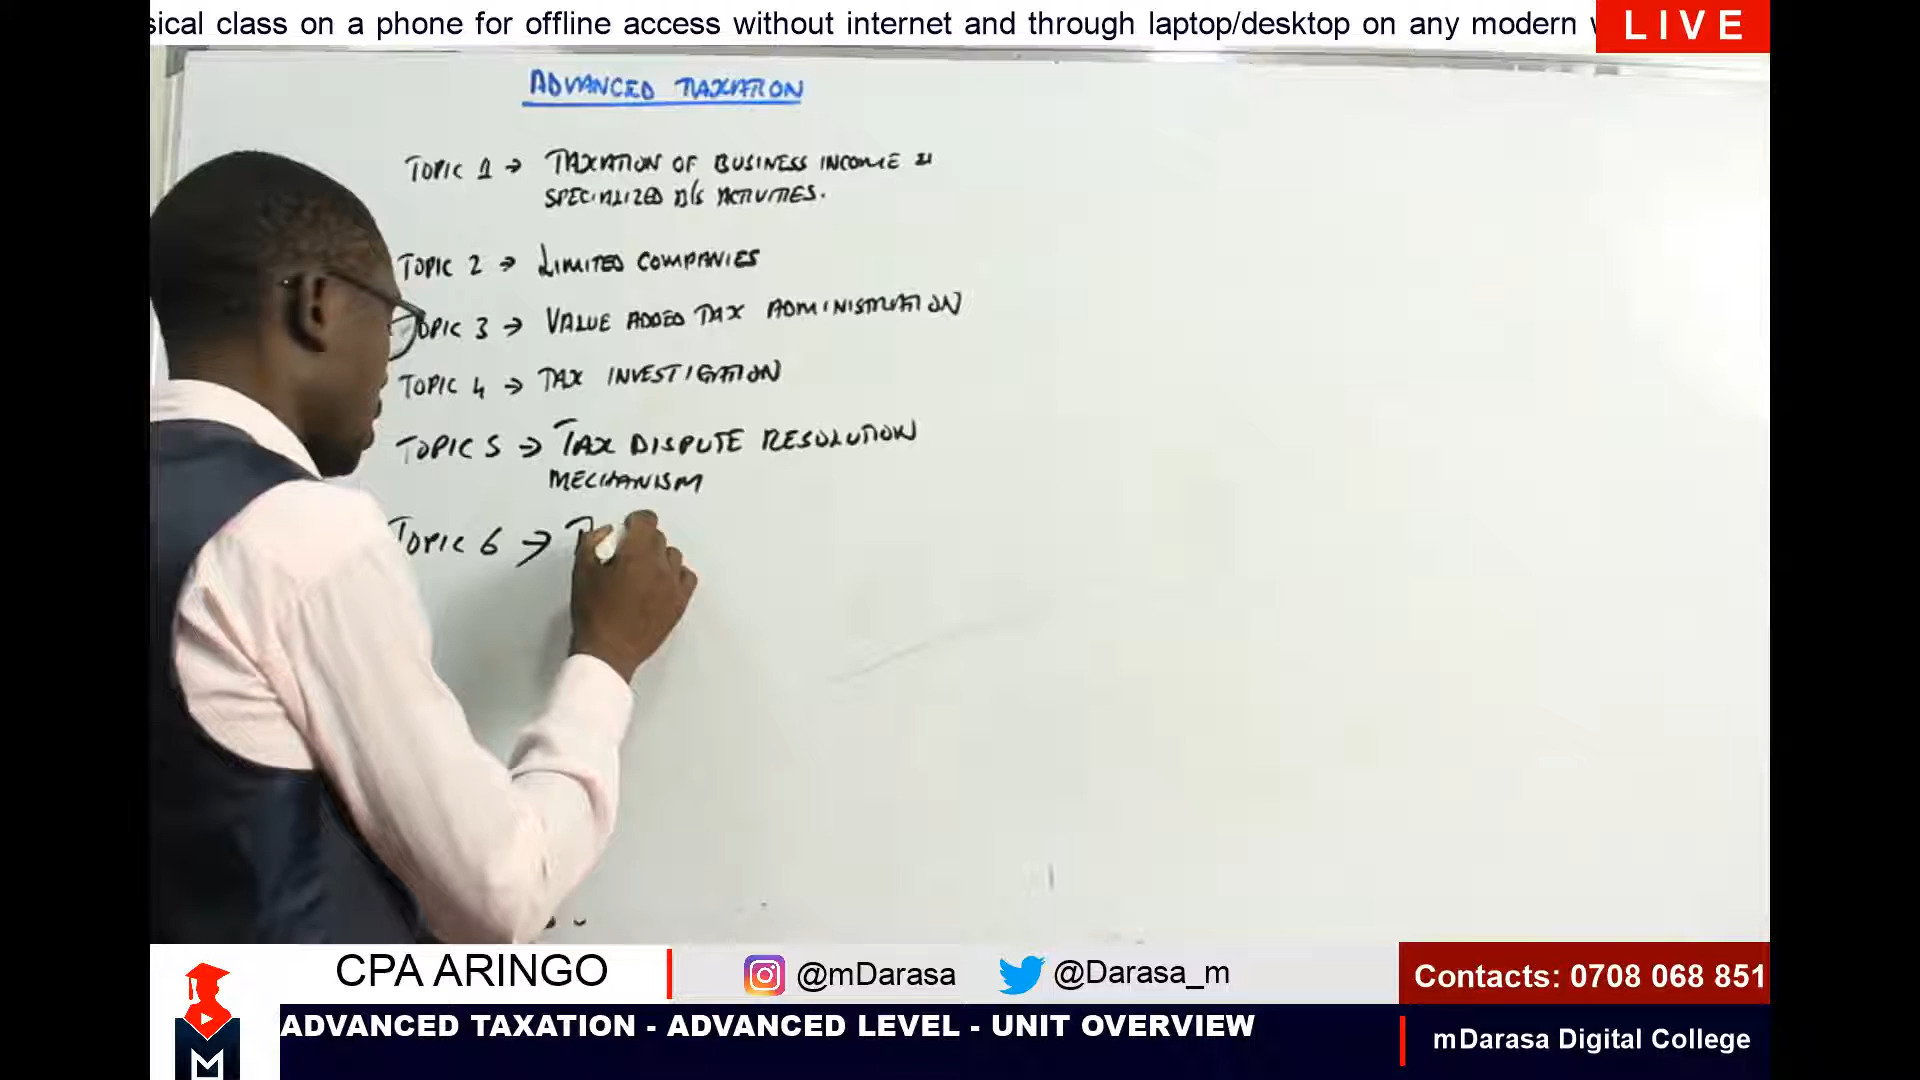 sical class on a phone for offline access without internet and through laptop/desktop on any modern
LIVE
ADVANCED TAXATION
TOPIC 1 → TAXATION OF BUSINESS INCOME &
SPECIALIZED B/S ACTIVITIES.
TOPIC 2 → LIMITED COMPANIES
TOPIC 3 → VALUE ADDED TAX ADMINISTRATION
TOPIC 4 → TAX INVESTIGATION
TOPIC 5 → TAX DISPUTE RESOLUTION
MECHANISM
TOPIC 6 → T
CPA ARINGO
@mDarasa
@Darasa_m
Contacts: 0708 068 851
M
ADVANCED TAXATION - ADVANCED LEVEL - UNIT OVERVIEW
mDarasa Digital College